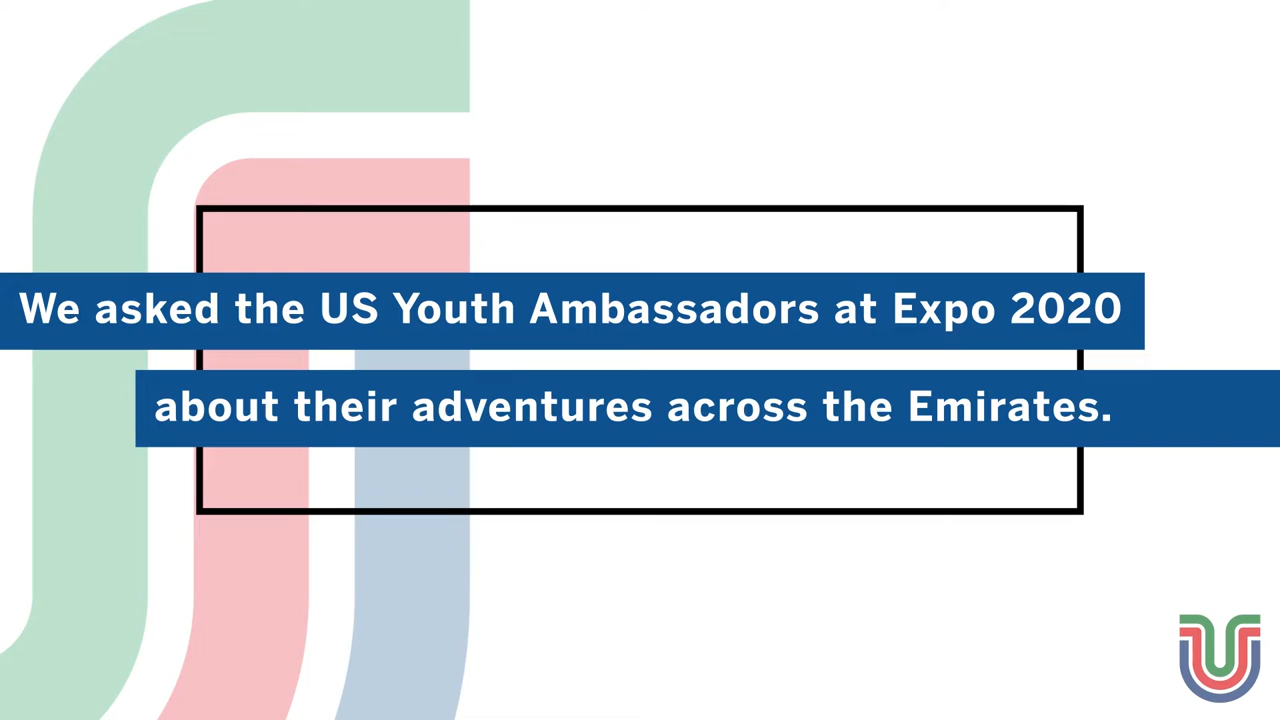 We asked the US Youth Ambassadors at Expo 2020
about their adventures across the Emirates.